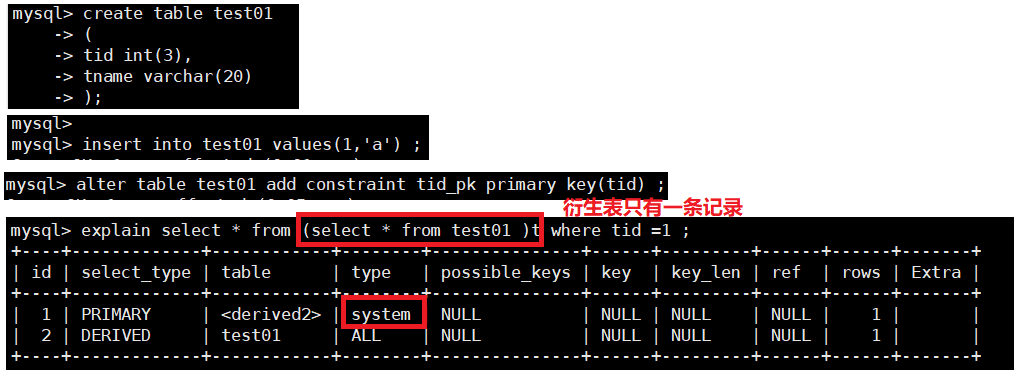 mysql> create table test01
    -> (
    -> tid int(3),
    -> tname varchar(20)
    -> );
mysql>
mysql> insert into test01 values(1,'a') ;
mysql> alter table test01 add constraint tid_pk primary key(tid) ;
衍生表只有一条记录
mysql> explain select * from (select * from test01 )t where tid =1 ;
+----+-------------+------------+--------+---------------+------+---------+------+------+-------+
| id | select_type | table      | type   | possible_keys | key  | key_len | ref  | rows | Extra |
+----+-------------+------------+--------+---------------+------+---------+------+------+-------+
|  1 | PRIMARY     | <derived2> | system | NULL          | NULL | NULL    | NULL |    1 |       |
|  2 | DERIVED     | test01     | ALL    | NULL          | NULL | NULL    | NULL |    1 |       |
+----+-------------+------------+--------+---------------+------+---------+------+------+-------+